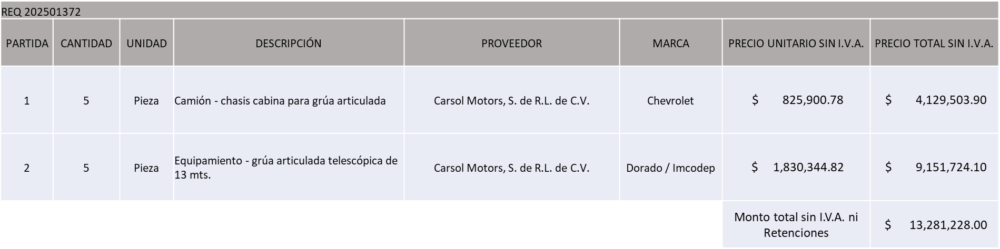 REQ 202501372
PARTIDA CANTIDAD UNIDAD DESCRIPCIÓN PROVEEDOR MARCA PRECIO UNITARIO SIN I.V.A. PRECIO TOTAL SIN I.V.A.
1 5 Pieza Camión - chasis cabina para grúa articulada Carsol Motors, S. de R.L. de C.V. Chevrolet $ 825,900.78 $ 4,129,503.90
2 5 Pieza Equipamiento - grúa articulada telescópica de
13 mts. Carsol Motors, S. de R.L. de C.V. Dorado / Imcodep $ 1,830,344.82 $ 9,151,724.10
Monto total sin I.V.A. ni
Retenciones $ 13,281,228.00